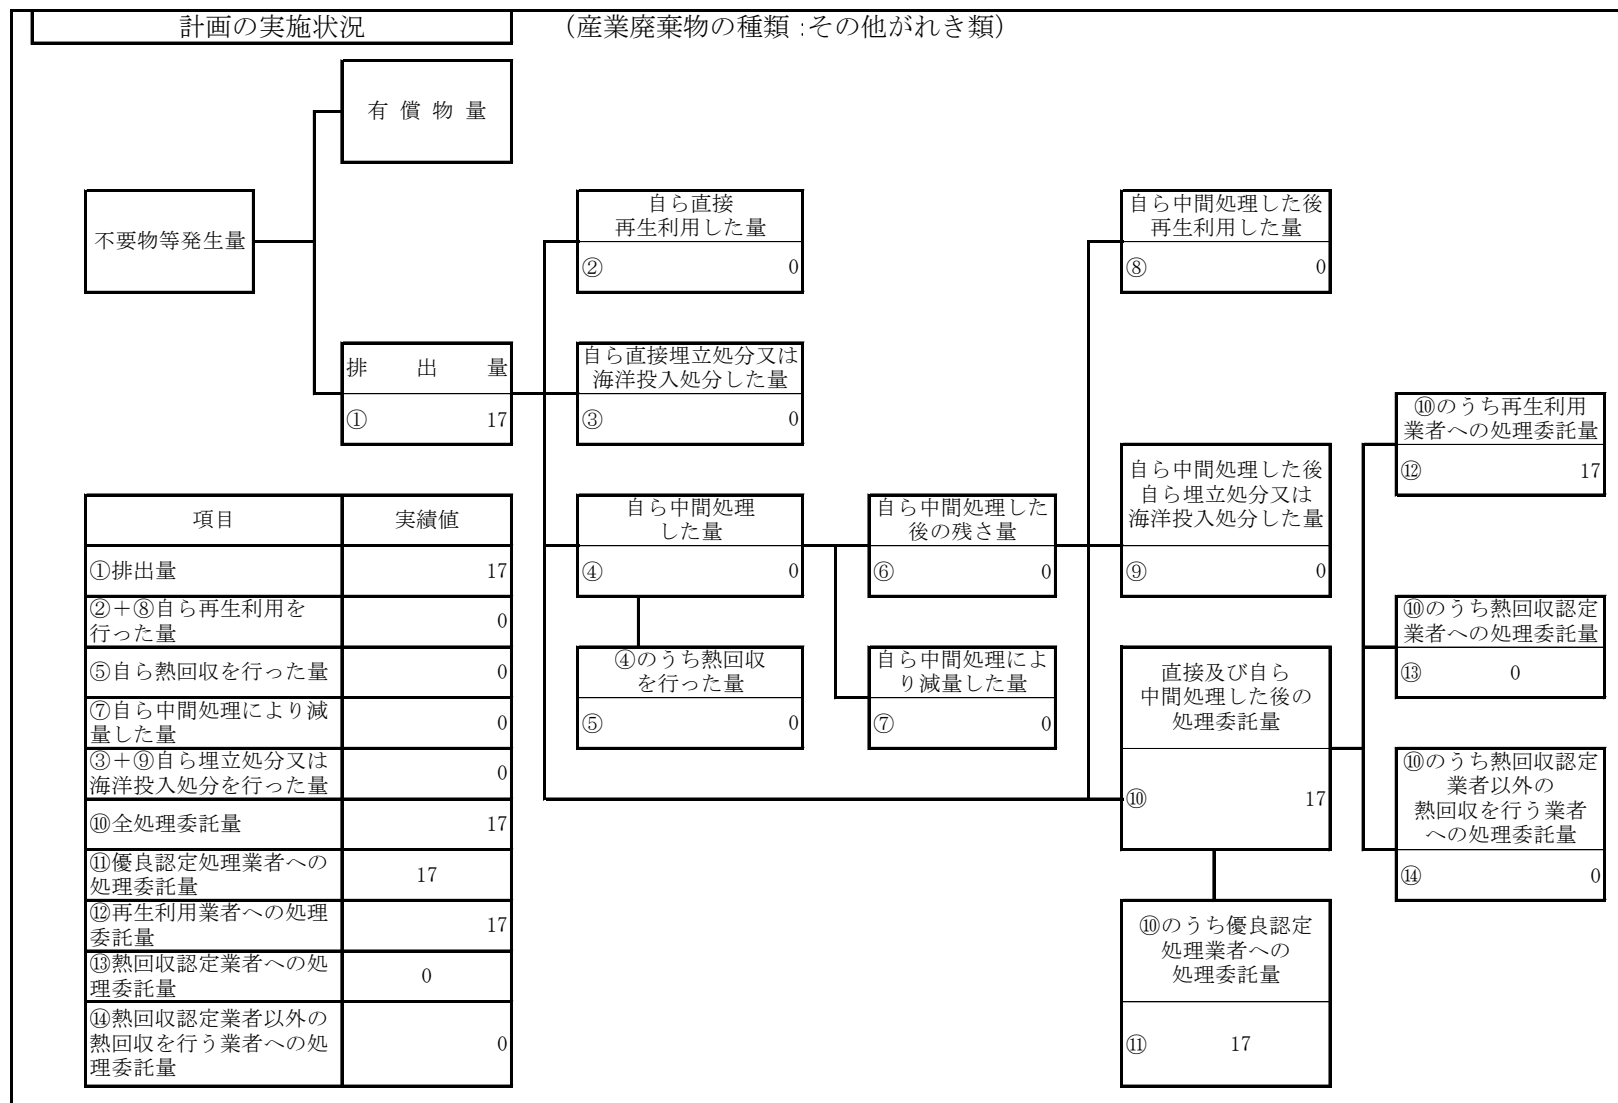 計画の実施状況
（産業廃棄物の種類:その他がれき類）
有 償 物 量
不要物等発生量
排 出 量
① 17
自ら直接
再生利用した量
② 0
自ら直接埋立処分又は
海洋投入処分した量
③ 0
自ら中間処理
した量
④ 0
④のうち熱回収
を行った量
⑤ 0
自ら中間処理した
後の残さ量
⑥ 0
自ら中間処理によ
り減量した量
⑦ 0
自ら中間処理した後
再生利用した量
⑧ 0
自ら中間処理した後
自ら埋立処分又は
海洋投入処分した量
⑨ 0
直接及び自ら
中間処理した後の
処理委託量
⑩ 17
⑩のうち優良認定
処理業者への
処理委託量
⑪ 17
⑩のうち再生利用
業者への処理委託量
⑫ 17
⑩のうち熱回収認定
業者への処理委託量
⑬ 0
⑩のうち熱回収認定
業者以外の
熱回収を行う業者
への処理委託量
⑭ 0
項目 実績値
①排出量 17
②＋⑧自ら再生利用を
行った量 0
⑤自ら熱回収を行った量 0
⑦自ら中間処理により減
量した量 0
③＋⑨自ら埋立処分又は
海洋投入処分を行った量 0
⑩全処理委託量 17
⑪優良認定処理業者への
処理委託量 17
⑫再生利用業者への処理
委託量 17
⑬熱回収認定業者への処
理委託量 0
⑭熱回収認定業者以外の
熱回収を行う業者への処
理委託量 0